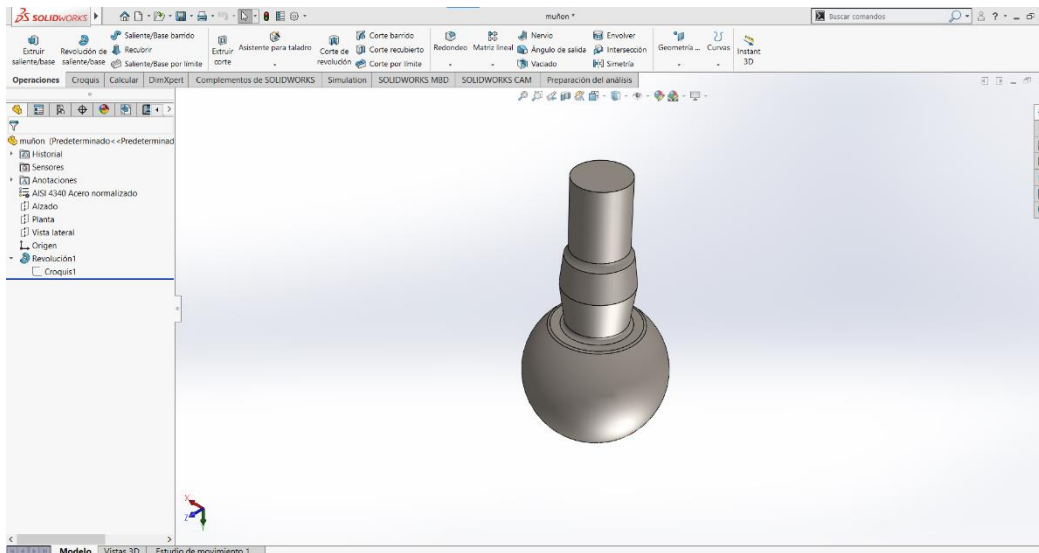 SOLIDWORKS
muñon *
Buscar comandos
Extruir saliente/base
Revolución de saliente/base
Saliente/Base barrido
Recubrir
Saliente/Base por límite
Extruir corte
Asistente para taladro
Corte de revolución
Corte barrido
Corte recubierto
Corte por límite
Redondeo
Matriz lineal
Nervio
Ángulo de salida
Vaciado
Envolver
Intersección
Simetría
Geometría ...
Curvas
Instant 3D
Operaciones
Croquis
Calcular
DimXpert
Complementos de SOLIDWORKS
Simulation
SOLIDWORKS MBD
SOLIDWORKS CAM
Preparación del análisis
muñon (Predeterminado<<Predeterminad
Historial
Sensores
Anotaciones
AISI 4340 Acero normalizado
Alzado
Planta
Vista lateral
Origen
Revolución1
Croquis1
X
Z
Modelo
Vistas 3D
Estudio de movimiento 1